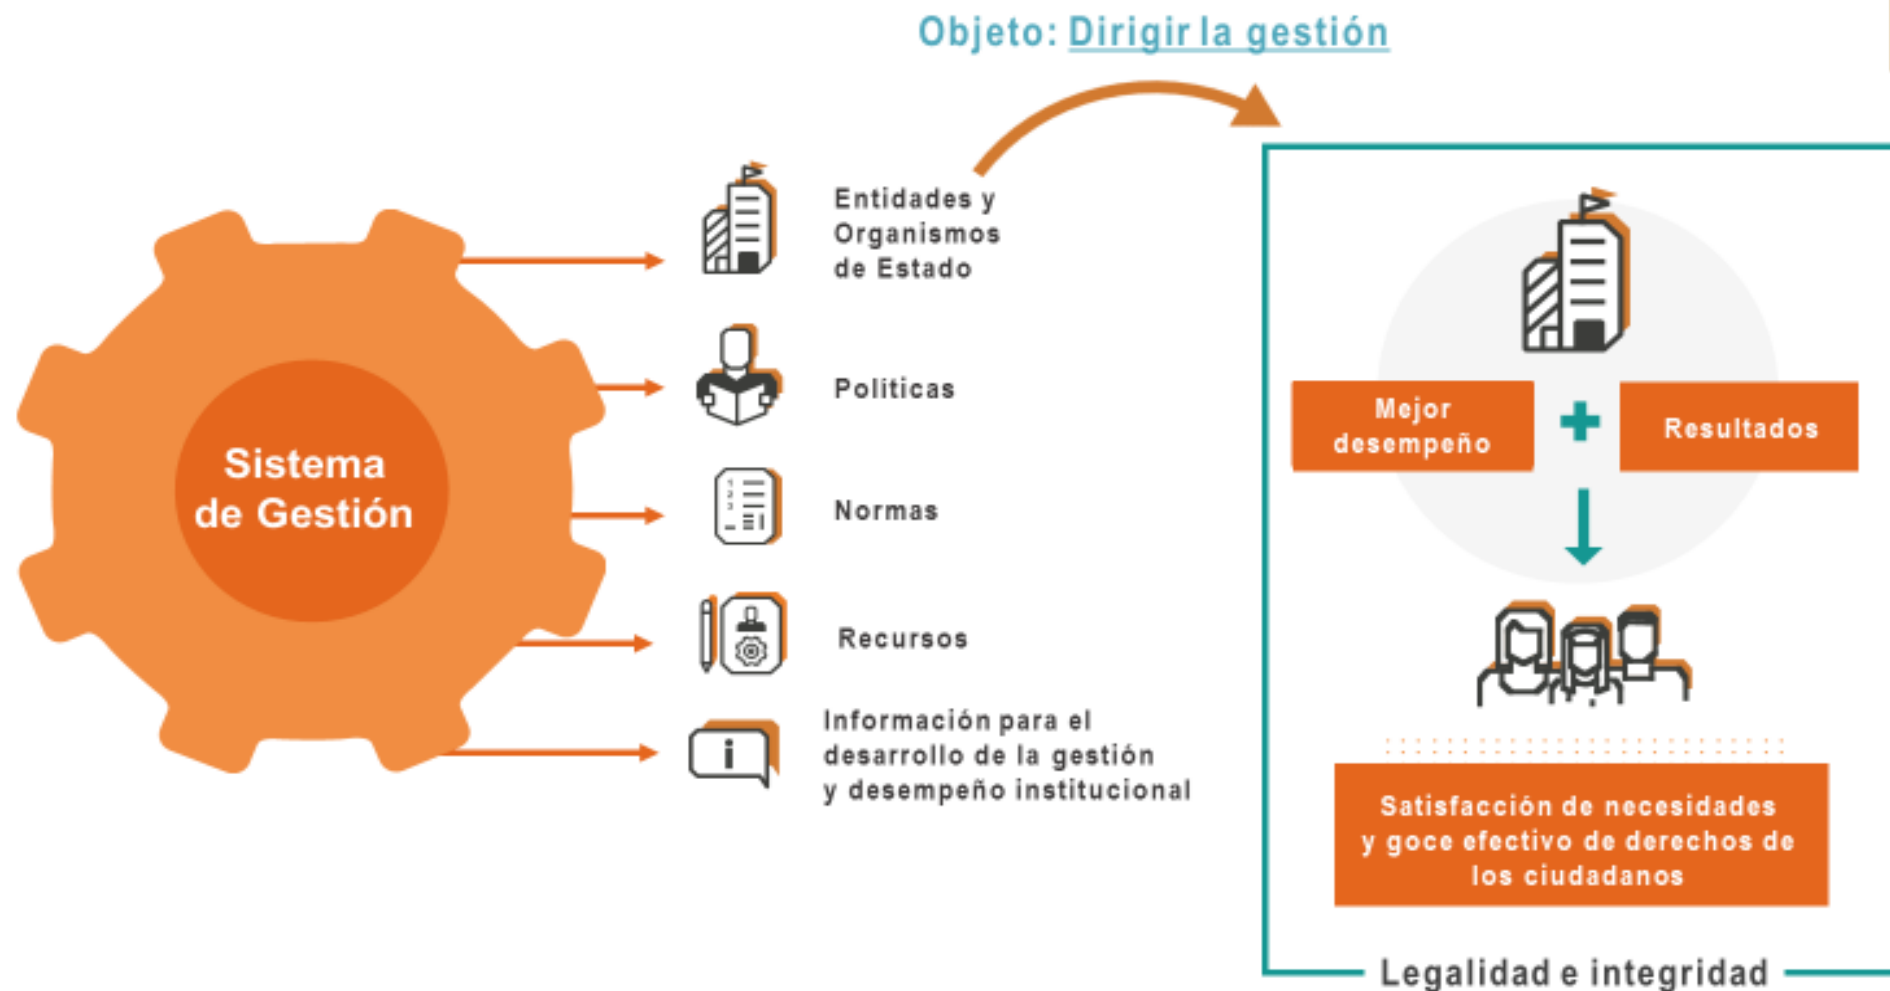 Objeto: Dirigir la gestión
Sistema
de Gestión
Entidades y
Organismos
de Estado
Políticas
Normas
Recursos
Información para el
desarrollo de la gestión
y desempeño institucional
Mejor
desempeño
Resultados
Satisfacción de necesidades
y goce efectivo de derechos de
los ciudadanos
Legalidad e integridad